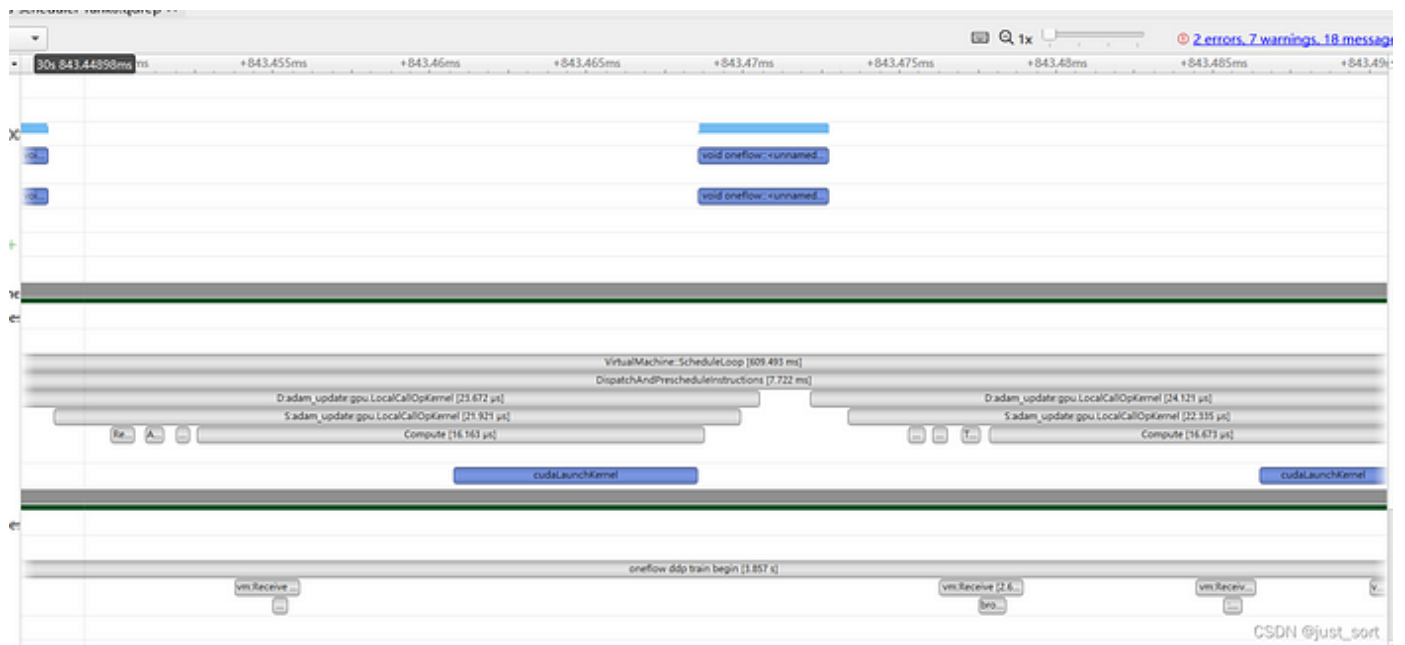 1x
2 errors, 7 warnings, 18 messag
30s 843.44898ms ms +843.455ms +843.46ms +843.465ms +843.47ms +843.475ms +843.48ms +843.485ms +843.49
voi... void oneflow::<unnamed...
void oneflow::<unnamed...
VirtualMachine::ScheduleLoop [609.493 ms]
DispatchAndPrescheduleInstructions [7.722 ms]
D:adam_update:gpu.LocalCallOpKernel [23.672 μs] D:adam_update:gpu.LocalCallOpKernel [24.121 μs]
S:adam_update:gpu.LocalCallOpKernel [21.921 μs] S:adam_update:gpu.LocalCallOpKernel [22.335 μs]
Re... A... ... Compute [16.163 μs] ... ... T... Compute [16.673 μs]
cudaLaunchKernel cudaLaunchKernel
oneflow ddp train begin [3.857 s]
vm:Receive ... vm:Receive [2.6... vm:Receiv... v...
... bro... ...
CSDN @just_sort